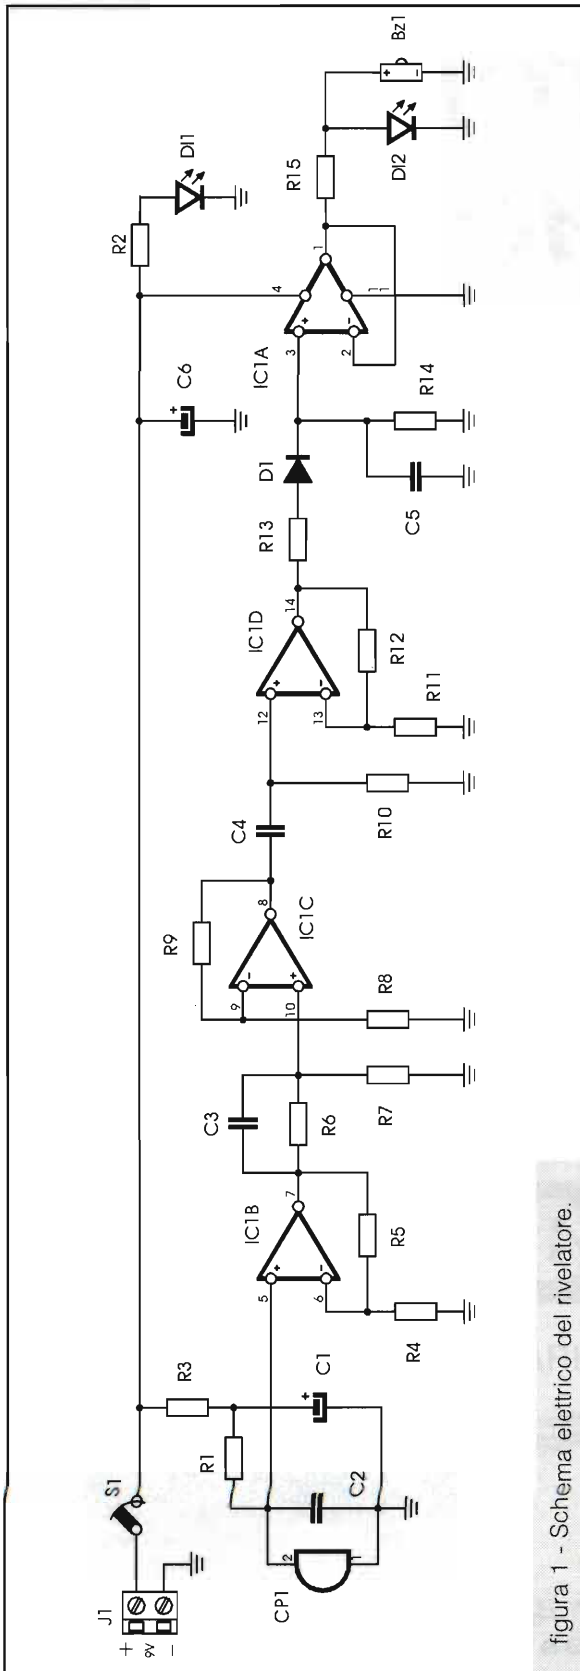 J1
+
9V
-
S1
CP1
2
1
R1
C2
R3
C1
+
5
6
+
-
7
IC1B
R4
R5
C3
R6
R7
9
10
-
+
8
IC1C
R8
R9
C4
R10
12
13
+
-
14
IC1D
R11
R12
R13
D1
C5
R14
C6
+
3
2
+
-
4
1
11
IC1A
R2
DI1
R15
DI2
+
-
Bz1
figura 1 - Schema elettrico del rivelatore.